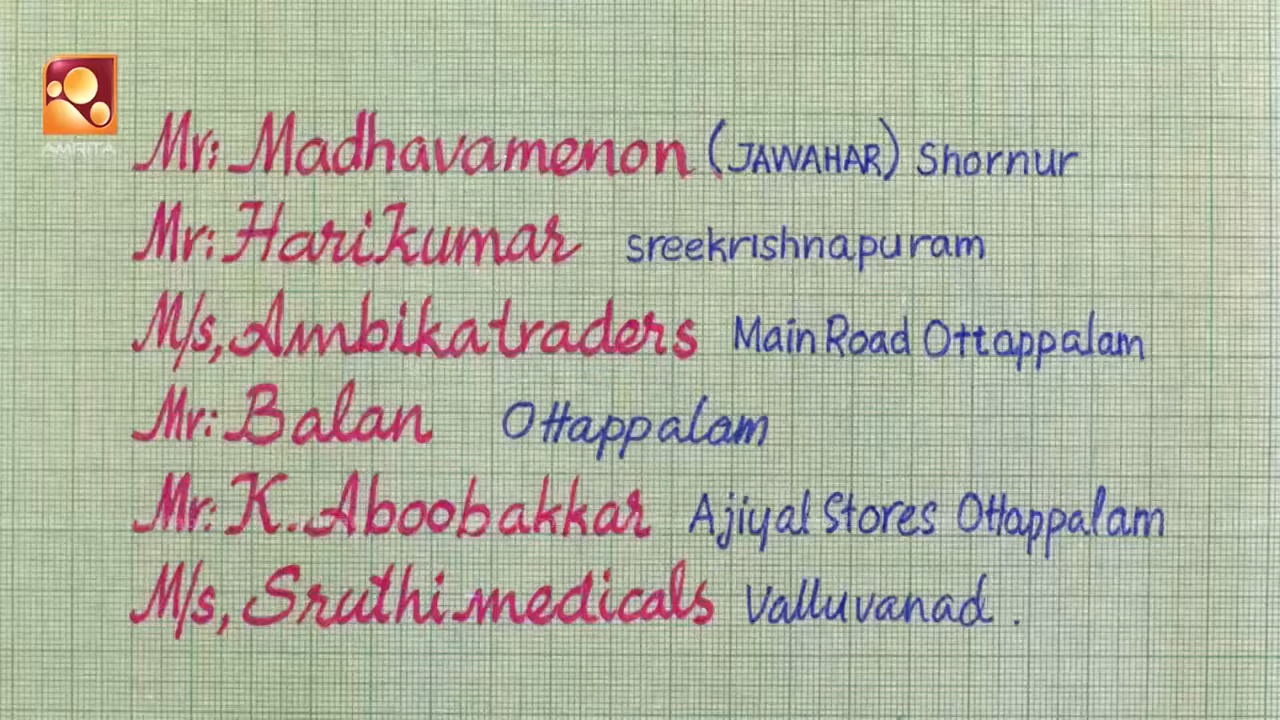 AMRITA
Mr: Madhavamenon (JAWAHAR) Shornur
Mr: Harikumar sreekrishnapuram
M/s, Ambikatraders Main Road Ottappalam
Mr: Balan Ottappalam
Mr: K. Aboobakkar Ajiyal Stores Ottappalam
M/s, Sruthi medicals Valluvanad .